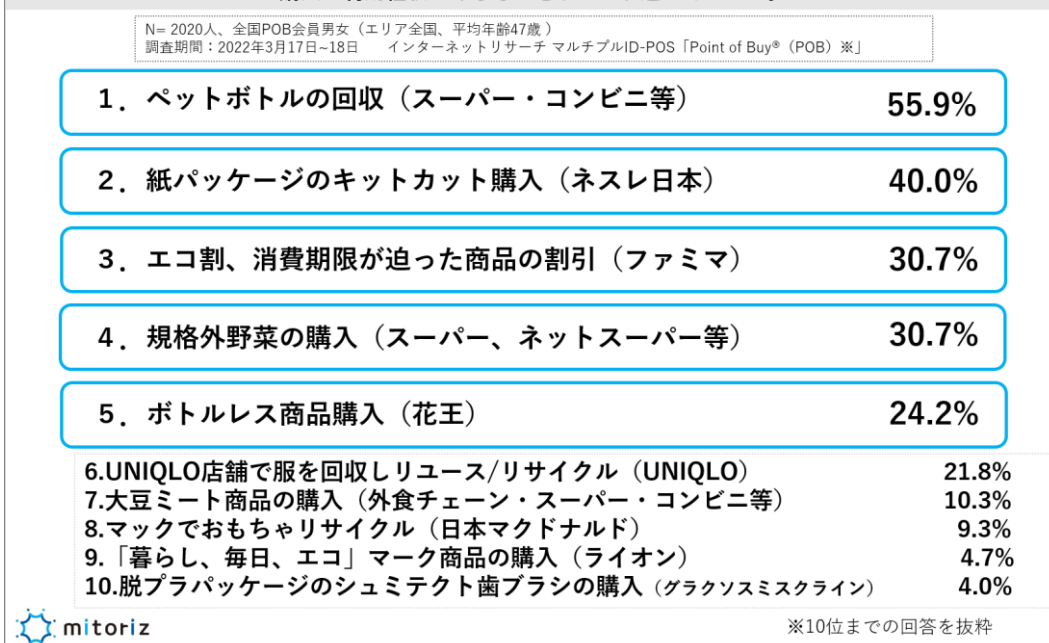 N= 2020人、全国POB会員男女（エリア全国、平均年齢47歳 ）
調査期間：2022年3月17日~18日　インターネットリサーチ マルチプルID-POS「Point of Buy®（POB）※」
1．ペットボトルの回収（スーパー・コンビニ等） 55.9%
2．紙パッケージのキットカット購入（ネスレ日本） 40.0%
3．エコ割、消費期限が迫った商品の割引（ファミマ） 30.7%
4．規格外野菜の購入（スーパー、ネットスーパー等） 30.7%
5．ボトルレス商品購入（花王） 24.2%
6.UNIQLO店舗で服を回収しリユース/リサイクル（UNIQLO） 21.8%
7.大豆ミート商品の購入（外食チェーン・スーパー・コンビニ等） 10.3%
8.マックでおもちゃリサイクル（日本マクドナルド） 9.3%
9.「暮らし、毎日、エコ」マーク商品の購入（ライオン） 4.7%
10.脱プラパッケージのシュミテクト歯ブラシの購入（グラクソスミスクライン） 4.0%
mitoriz
※10位までの回答を抜粋